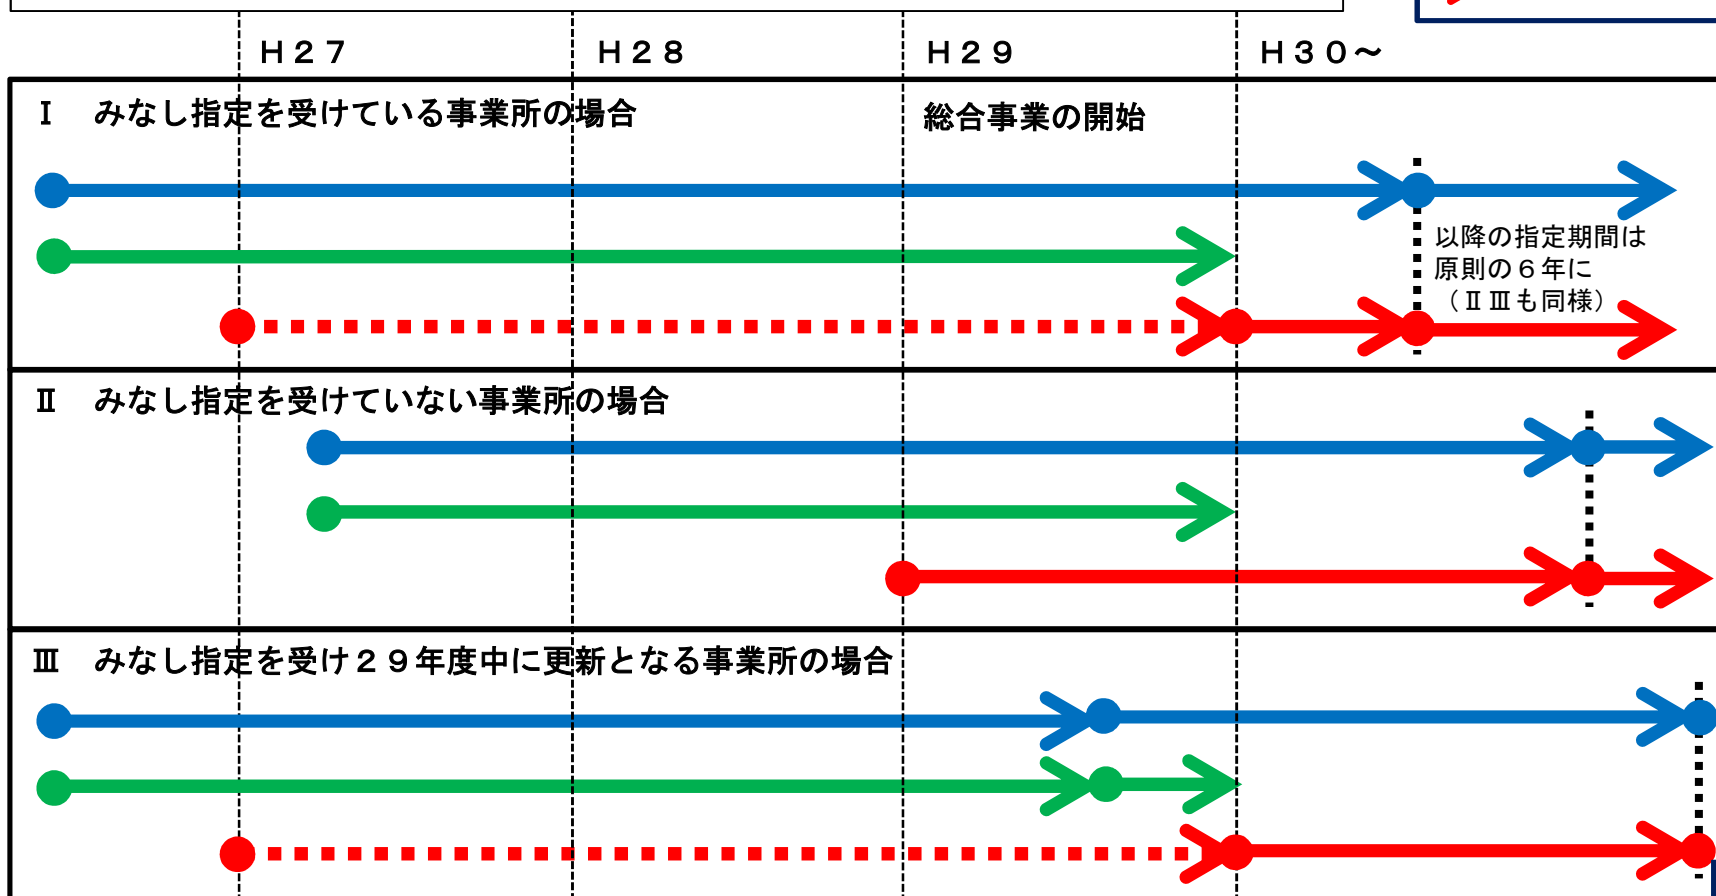 Ｈ２７ Ｈ２８ Ｈ２９ Ｈ３０～
Ⅰ みなし指定を受けている事業所の場合 総合事業の開始
以降の指定期間は
原則の６年に
（ⅡⅢも同様）
Ⅱ みなし指定を受けていない事業所の場合
Ⅲ みなし指定を受け２９年度中に更新となる事業所の場合